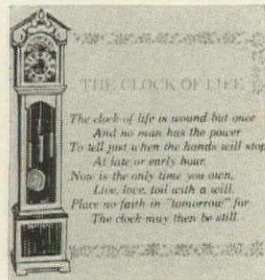 THE CLOCK OF LIFE
The clock of life is wound but once
And no man has the power
To tell just when the hands will stop
At late or early hour.
Now is the only time you own,
Live, love, toil with a will.
Place no faith in "tomorrow" for
The clock may then be still.